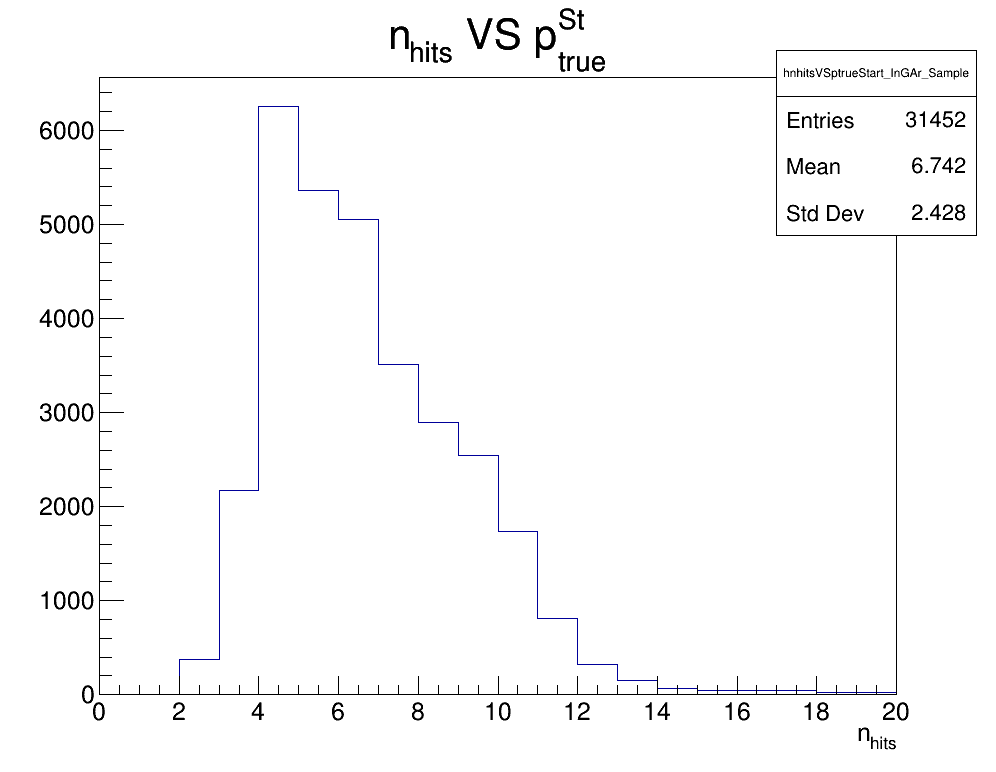 n_hits VS p_true^St
hnhitsVSptrueStart_InGAr_Sample
Entries 31452
Mean 6.742
Std Dev 2.428
6000
5000
4000
3000
2000
1000
0
0 2 4 6 8 10 12 14 16 18 20
n_hits